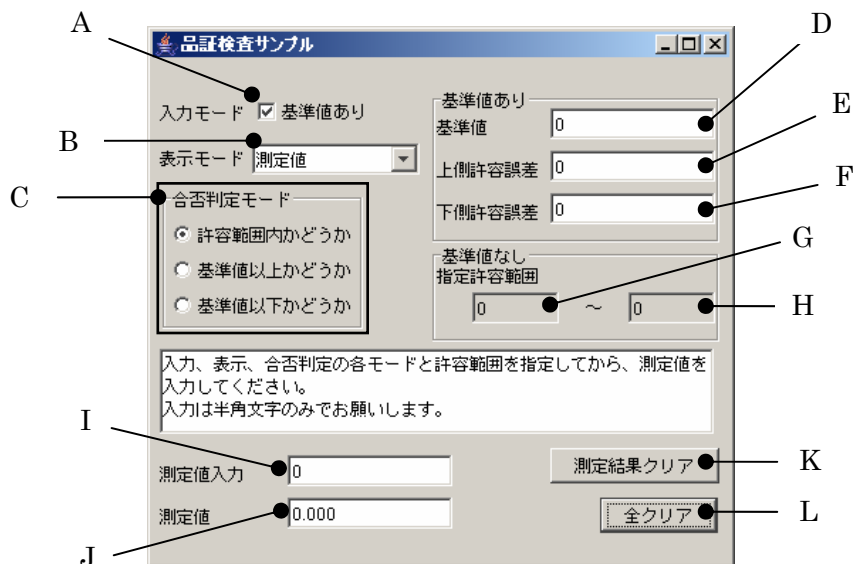 A
品証検査サンプル
D
入力モード 基準値あり
基準値あり
基準値 0
E
B
表示モード 測定値
上側許容誤差 0
C
合否判定モード
下側許容誤差 0
F
許容範囲内かどうか
基準値以上かどうか
基準値以下かどうか
G
基準値なし
指定許容範囲
0 ～ 0
H
入力、表示、合否判定の各モードと許容範囲を指定してから、測定値を
入力してください。
入力は半角文字のみでお願いします。
I
測定値入力 0
測定結果クリア
K
測定値 0.000
全クリア
L
J